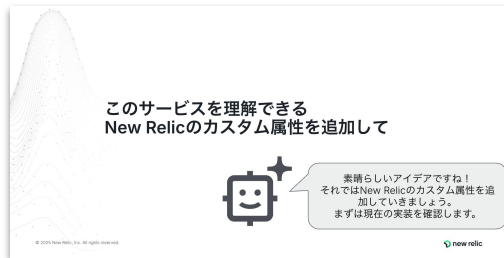 このサービスを理解できる
New Relicのカスタム属性を追加して
素晴らしいアイデアですね！
それではNew Relicのカスタム属性を追
加していきましょう。
まずは現在の実装を確認します。
© 2025 New Relic, Inc. All rights reserved.
new relic